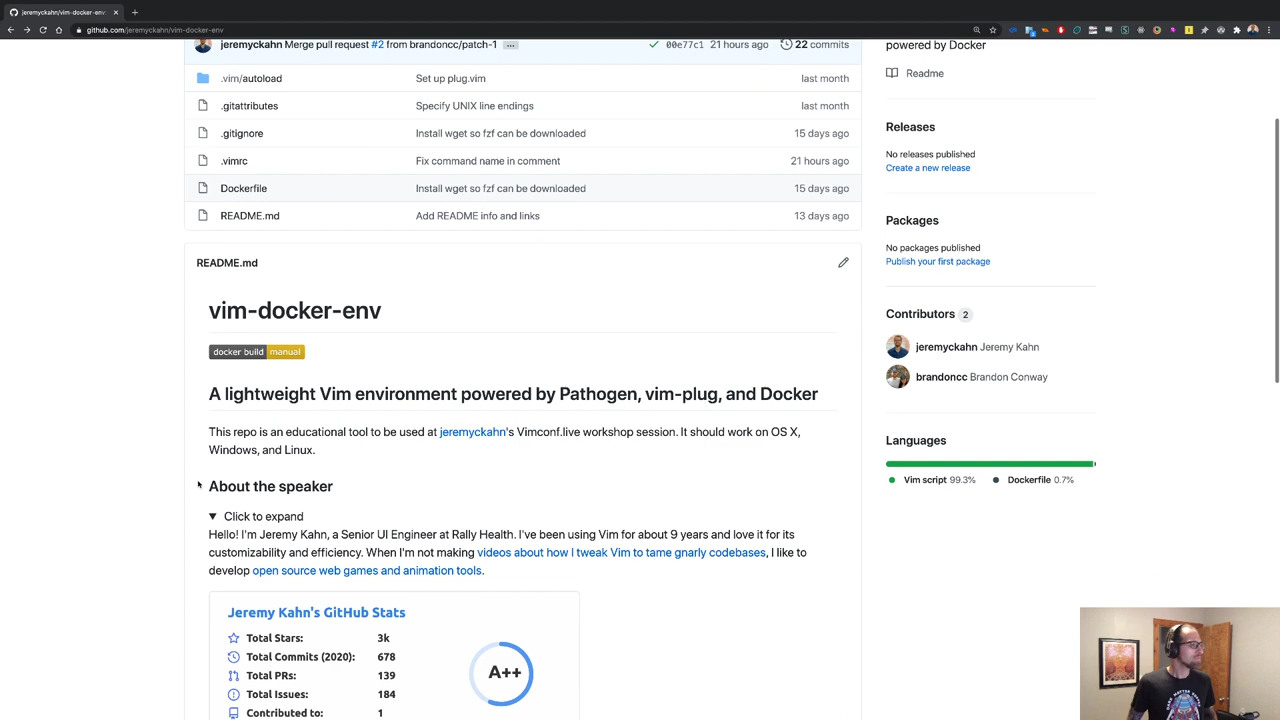 jeremyckahn/vim-docker-env
github.com/jeremyckahn/vim-docker-env
jeremyckahn Merge pull request #2 from brandoncc/patch-1 ...
00e77c1 21 hours ago 22 commits
.vim/autoload Set up plug.vim last month
.gitattributes Specify UNIX line endings last month
.gitignore Install wget so fzf can be downloaded 15 days ago
.vimrc Fix command name in comment 21 hours ago
Dockerfile Install wget so fzf can be downloaded 15 days ago
README.md Add README info and links 13 days ago
README.md
vim-docker-env
docker build manual
A lightweight Vim environment powered by Pathogen, vim-plug, and Docker
This repo is an educational tool to be used at jeremyckahn's Vimconf.live workshop session. It should work on OS X,
Windows, and Linux.
About the speaker
Click to expand
Hello! I'm Jeremy Kahn, a Senior UI Engineer at Rally Health. I've been using Vim for about 9 years and love it for its
customizability and efficiency. When I'm not making videos about how I tweak Vim to tame gnarly codebases, I like to
develop open source web games and animation tools.
Jeremy Kahn's GitHub Stats
Total Stars: 3k
Total Commits (2020): 678
Total PRs: 139
Total Issues: 184
Contributed to: 1
A++
powered by Docker
Readme
Releases
No releases published
Create a new release
Packages
No packages published
Publish your first package
Contributors 2
jeremyckahn Jeremy Kahn
brandoncc Brandon Conway
Languages
Vim script 99.3% Dockerfile 0.7%